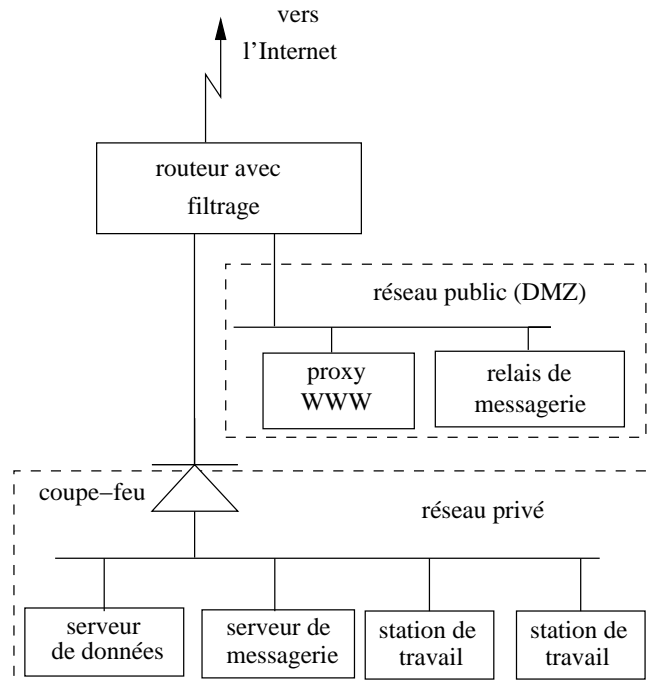 vers
l'Internet
routeur avec
filtrage
réseau public (DMZ)
proxy
WWW
relais de
messagerie
coupe−feu
réseau privé
serveur
de données
serveur de
messagerie
station de
travail
station de
travail